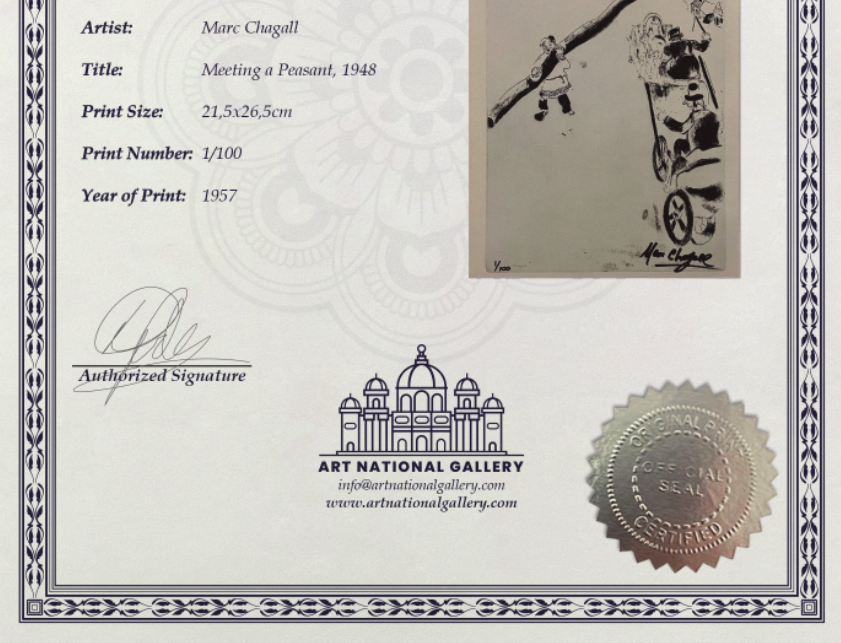 Artist: Marc Chagall
Title: Meeting a Peasant, 1948
Print Size: 21,5x26,5cm
Print Number: 1/100
Year of Print: 1957
1/100
Marc Chagall
Authorized Signature
ART NATIONAL GALLERY
info@artnationalgallery.com
www.artnationalgallery.com
ORIGINAL PRINT
OFFICIAL
SEAL
CERTIFIED